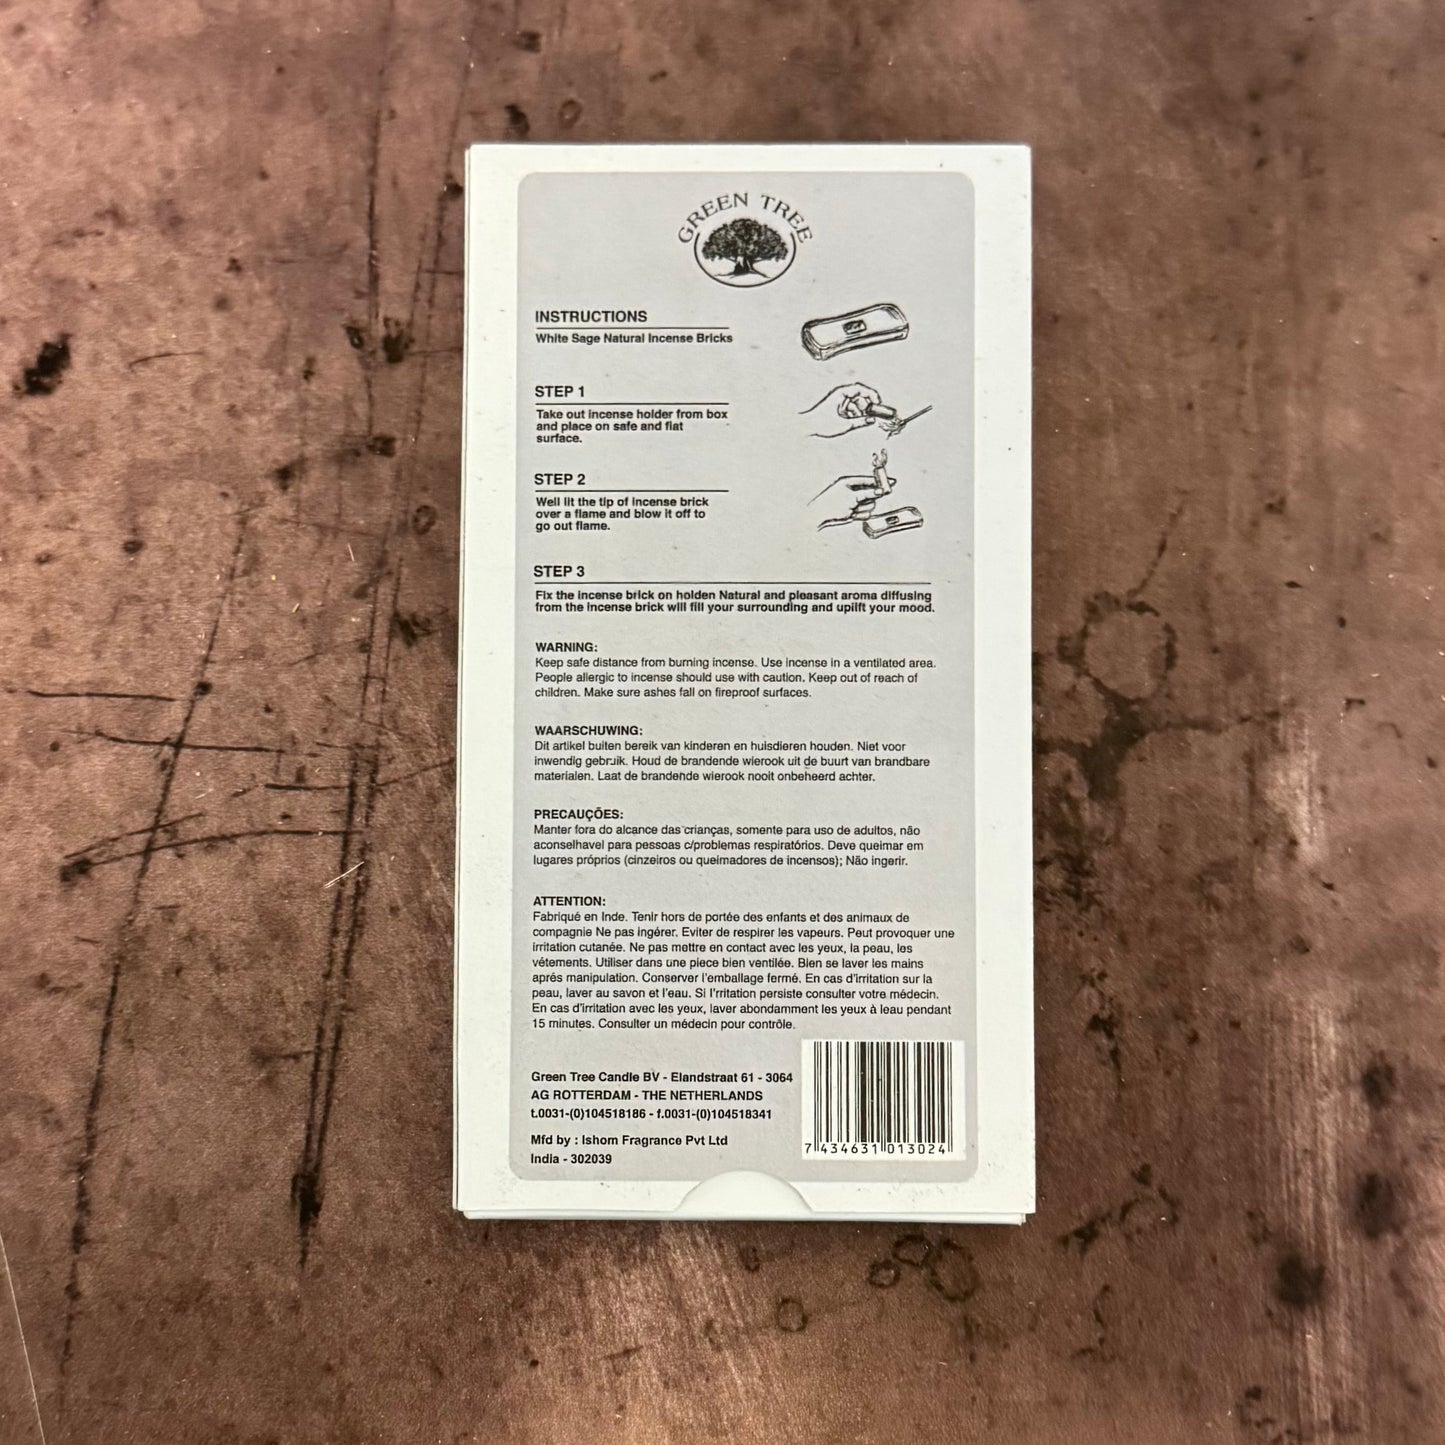 GREEN TREE
INSTRUCTIONS
White Sage Natural Incense Bricks
STEP 1
Take out incense holder from box
and place on safe and flat
surface.
STEP 2
Well lit the tip of incense brick
over a flame and blow it off to
go out flame.
STEP 3
Fix the incense brick on holden Natural and pleasant aroma diffusing
from the incense brick will fill your surrounding and uplift your mood.
WARNING:
Keep safe distance from burning incense. Use incense in a ventilated area.
People allergic to incense should use with caution. Keep out of reach of
children. Make sure ashes fall on fireproof surfaces.
WAARSCHUWING:
Dit artikel buiten bereik van kinderen en huisdieren houden. Niet voor
inwendig gebruik. Houd de brandende wierook uit de buurt van brandbare
materialen. Laat de brandende wierook nooit onbeheerd achter.
PRECAUÇÕES:
Manter fora do alcance das crianças, somente para uso de adultos, não
aconselhavel para pessoas c/problemas respiratórios. Deve queimar em
lugares próprios (cinzeiros ou queimadores de incensos); Não ingerir.
ATTENTION:
Fabriqué en Inde. Tenir hors de portée des enfants et des animaux de
compagnie Ne pas ingérer. Eviter de respirer les vapeurs. Peut provoquer une
irritation cutanée. Ne pas mettre en contact avec les yeux, la peau, les
vétements. Utiliser dans une piece bien ventilée. Bien se laver les mains
aprés manipulation. Conserver l'emballage fermé. En cas d'irritation sur la
peau, laver au savon et l'eau. Si l'rritation persiste consulter votre médecin.
En cas d'irritation avec les yeux, laver abondamment les yeux à leau pendant
15 minutes. Consulter un médecin pour contrôle.
Green Tree Candle BV - Elandstraat 61 - 3064
AG ROTTERDAM - THE NETHERLANDS
t.0031-(0)104518186 - f.0031-(0)104518341
Mfd by : Ishom Fragrance Pvt Ltd
India - 302039
7 434631 013024